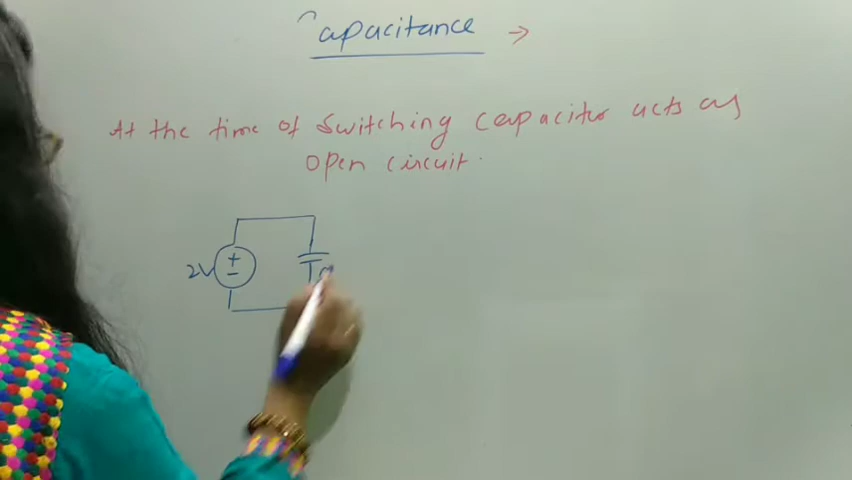 Capacitance →
At the time of switching capacitor acts as
open circuit.
2V
+
-